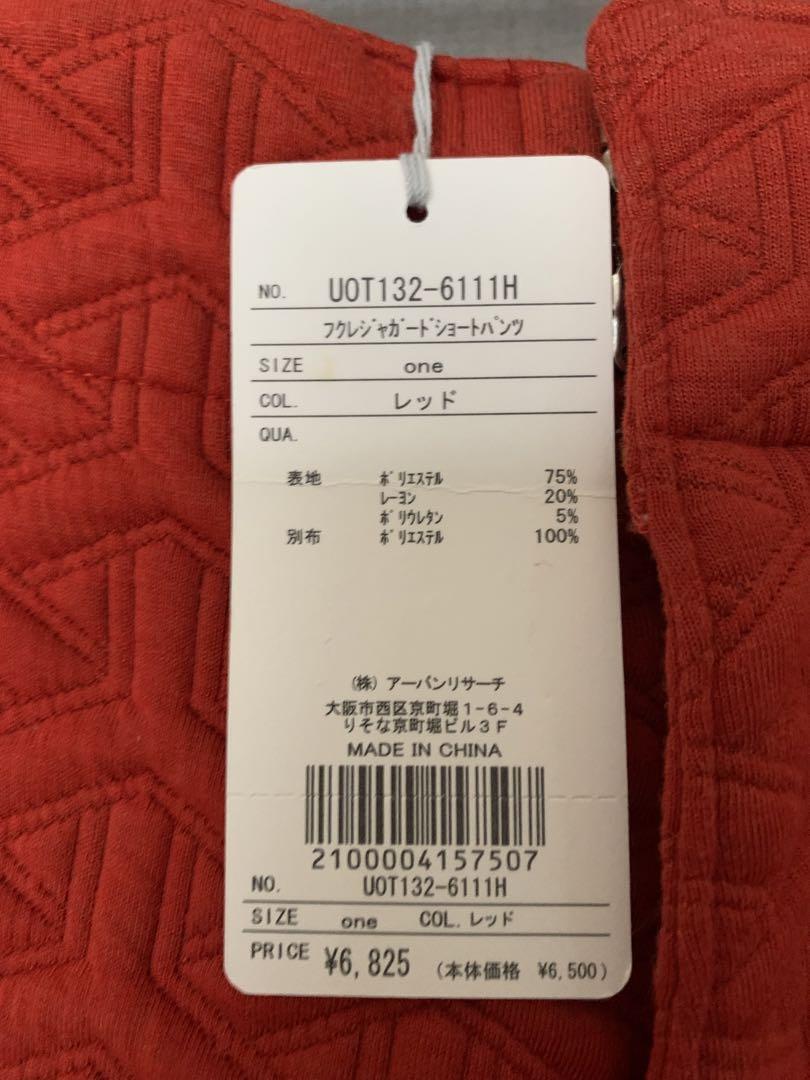 NO. UOT132-6111H
フクレジャガードショートパンツ
SIZE one
COL. レッド
QUA.
表地 ポリエステル 75%
レーヨン 20%
ポリウレタン 5%
別布 ポリエステル 100%
(株) アーバンリサーチ
大阪市西区京町堀1-6-4
りそな京町堀ビル3F
MADE IN CHINA
2100004157507
NO. UOT132-6111H
SIZE one COL. レッド
PRICE ¥6,825 (本体価格 ¥6,500)